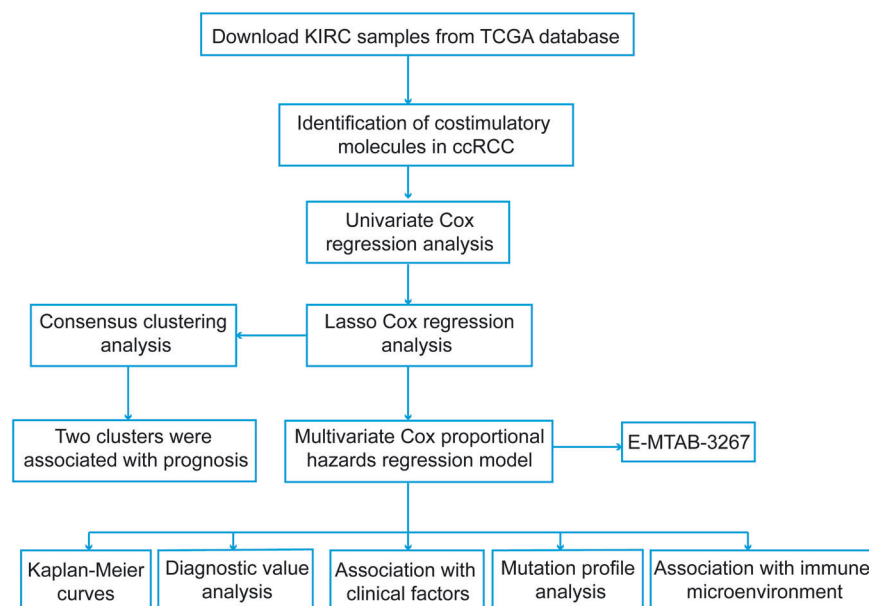 Download KIRC samples from TCGA database
Identification of costimulatory
molecules in ccRCC
Univariate Cox
regression analysis
Consensus clustering
analysis
Lasso Cox regression
analysis
Two clusters were
associated with prognosis
Multivariate Cox proportional
hazards regression model
E-MTAB-3267
Kaplan-Meier
curves
Diagnostic value
analysis
Association with
clinical factors
Mutation profile
analysis
Association with immune
microenvironment